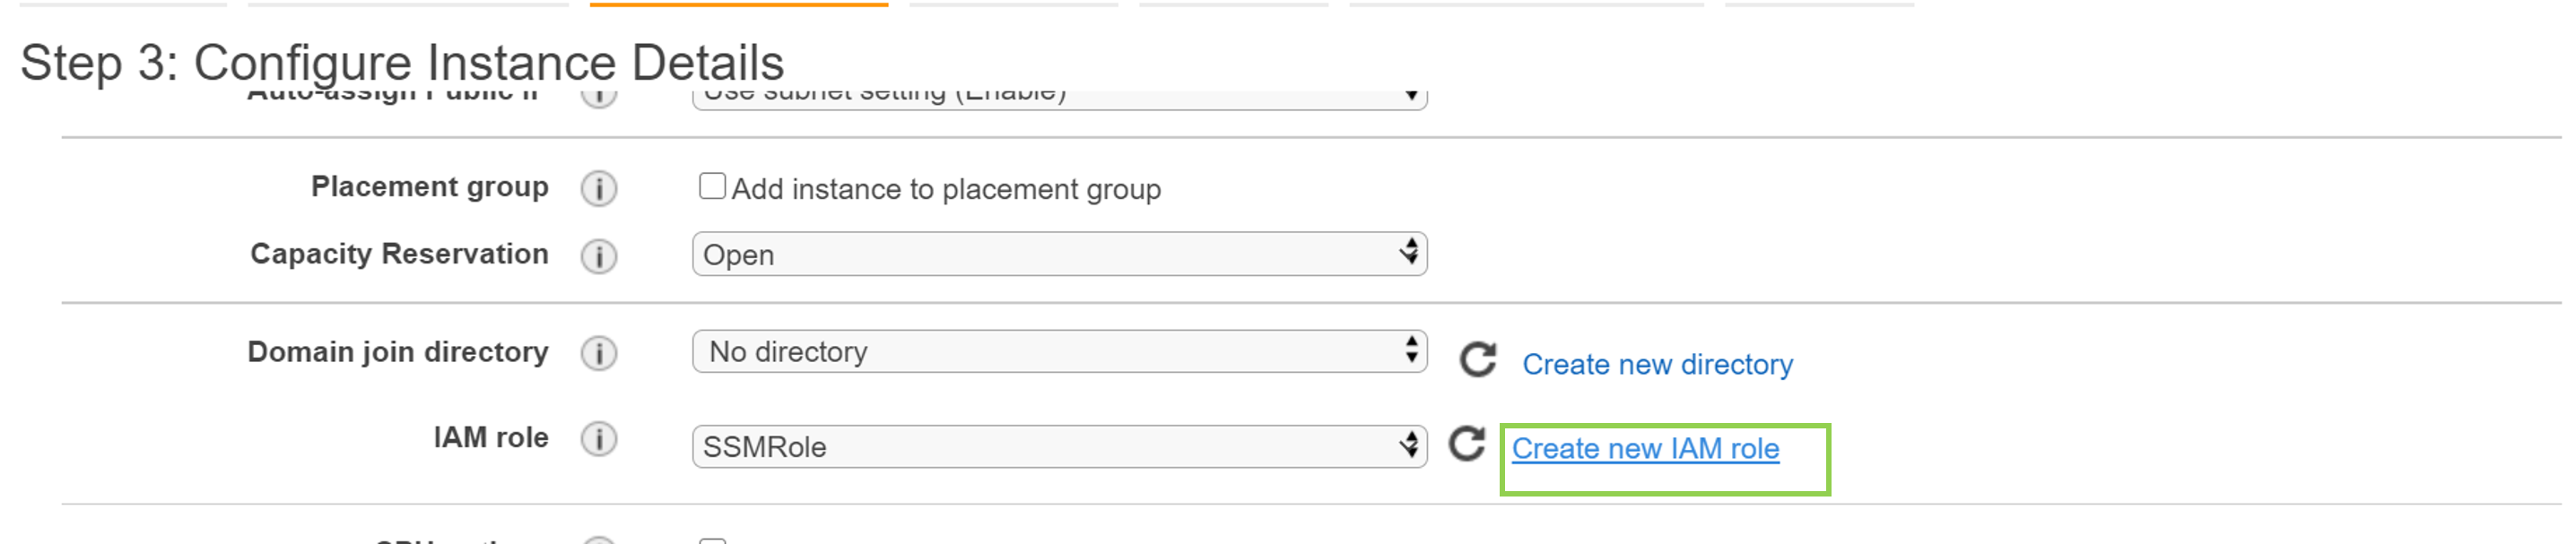 Step 3: Configure Instance Details
Auto-assign Public IP
Use subnet setting (Enable)
Placement group
Add instance to placement group
Capacity Reservation
Open
Domain join directory
No directory
Create new directory
IAM role
SSMRole
Create new IAM role